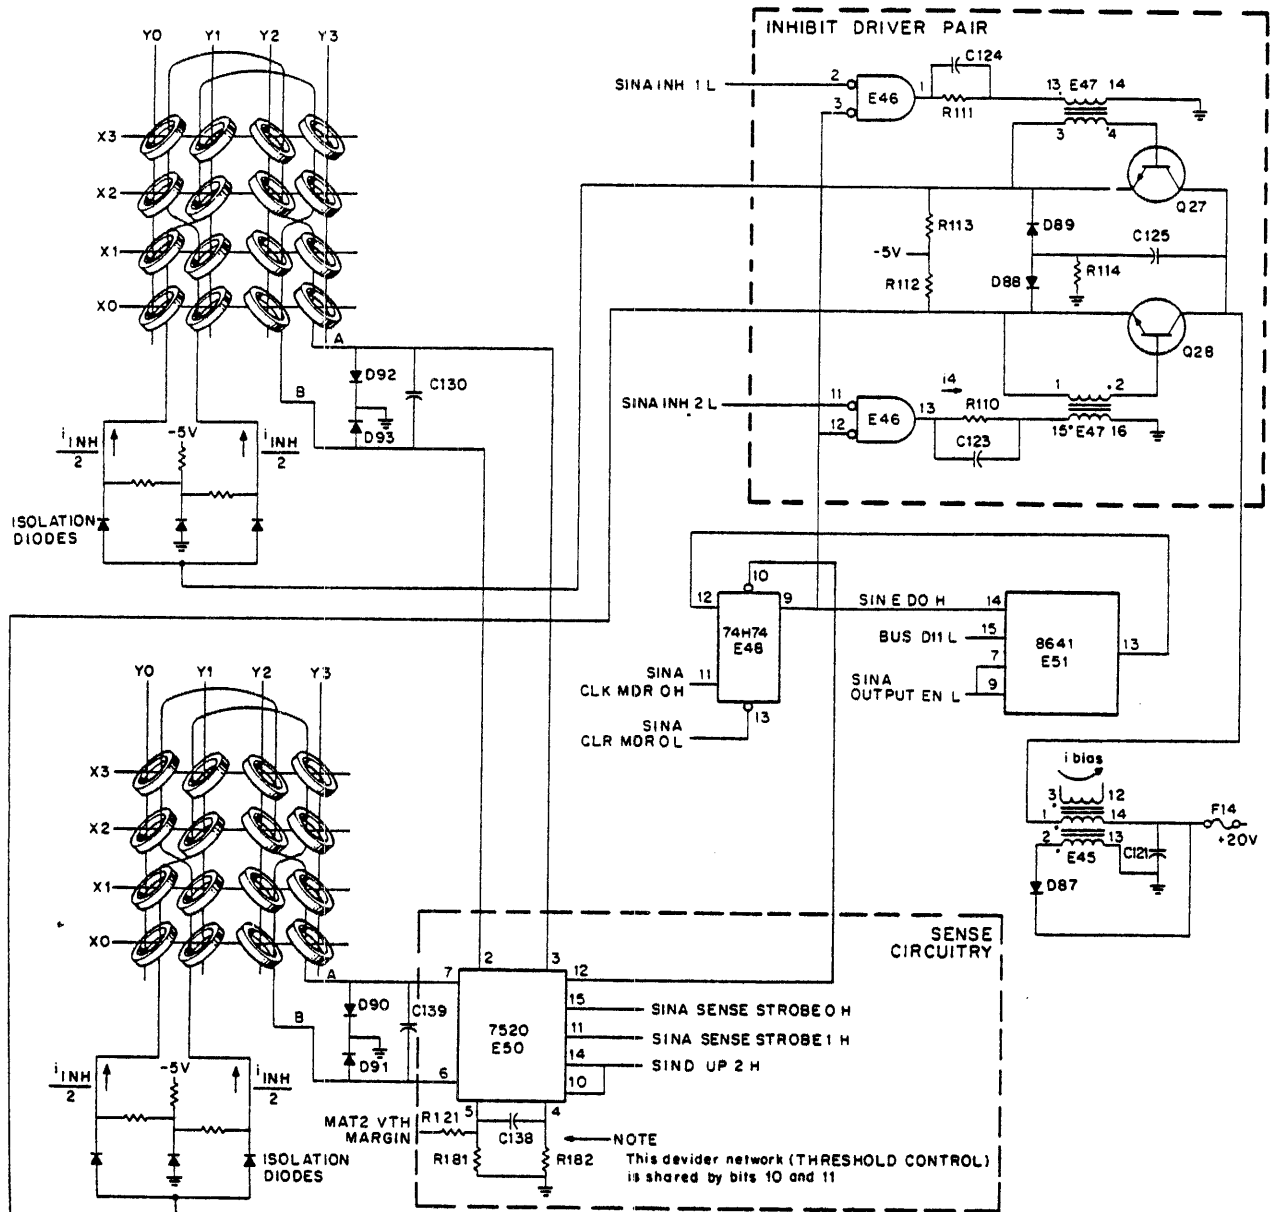 Y0 Y1 Y2 Y3
X3
X2
X1
X0
A
B
D92
D93
C130
iINH/2
-5V
iINH/2
ISOLATION
DIODES
INHIBIT DRIVER PAIR
SINA INH 1 L
2
3
E46
1
C124
R111
13 E47 14
3 4
Q27
R113
-5V
R112
D89
D88
R114
C125
Q28
SINA INH 2 L
11
12
E46
13
i4
R110
C123
1 2
15 E47 16
10
12
9
74H74
E48
SINA
CLK MDR 0 H
11
13
SINA
CLR MDR 0 L
SIN E DO H
14
BUS D11 L
15
7
SINA
OUTPUT EN L
9
8641
E51
13
i bias
3 12
1 14
2 13
E45
D87
C121
F14
+20V
Y0 Y1 Y2 Y3
X3
X2
X1
X0
A
B
D90
D91
C139
iINH/2
-5V
iINH/2
ISOLATION
DIODES
SENSE
CIRCUITRY
2 3
7
6
7520
E50
12
15
SINA SENSE STROBE 0 H
11
SINA SENSE STROBE 1 H
14
SIND UP 2 H
10
5 4
MAT2 VTH
MARGIN
R121
C138
R181
R182
NOTE
This devider network (THRESHOLD CONTROL)
is shared by bits 10 and 11